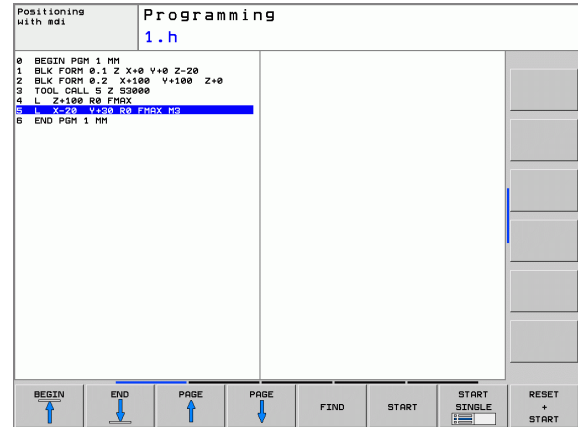 Positioning
with mdi
Programming
1.h
0 BEGIN PGM 1 MM
1 BLK FORM 0.1 Z X+0 Y+0 Z-20
2 BLK FORM 0.2 X+100 Y+100 Z+0
3 TOOL CALL 5 Z S3000
4 L Z+100 R0 FMAX
5 L X-20 Y+30 R0 FMAX M3
6 END PGM 1 MM
BEGIN
END
PAGE
PAGE
FIND
START
START
SINGLE
RESET
+
START